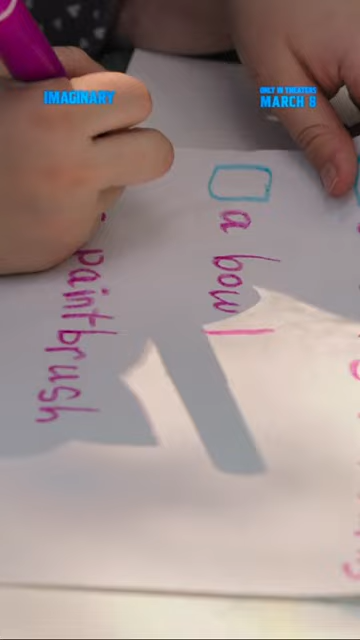 IMAGINARY
ONLY IN THEATERS
MARCH 8
a bowl
paintbrush